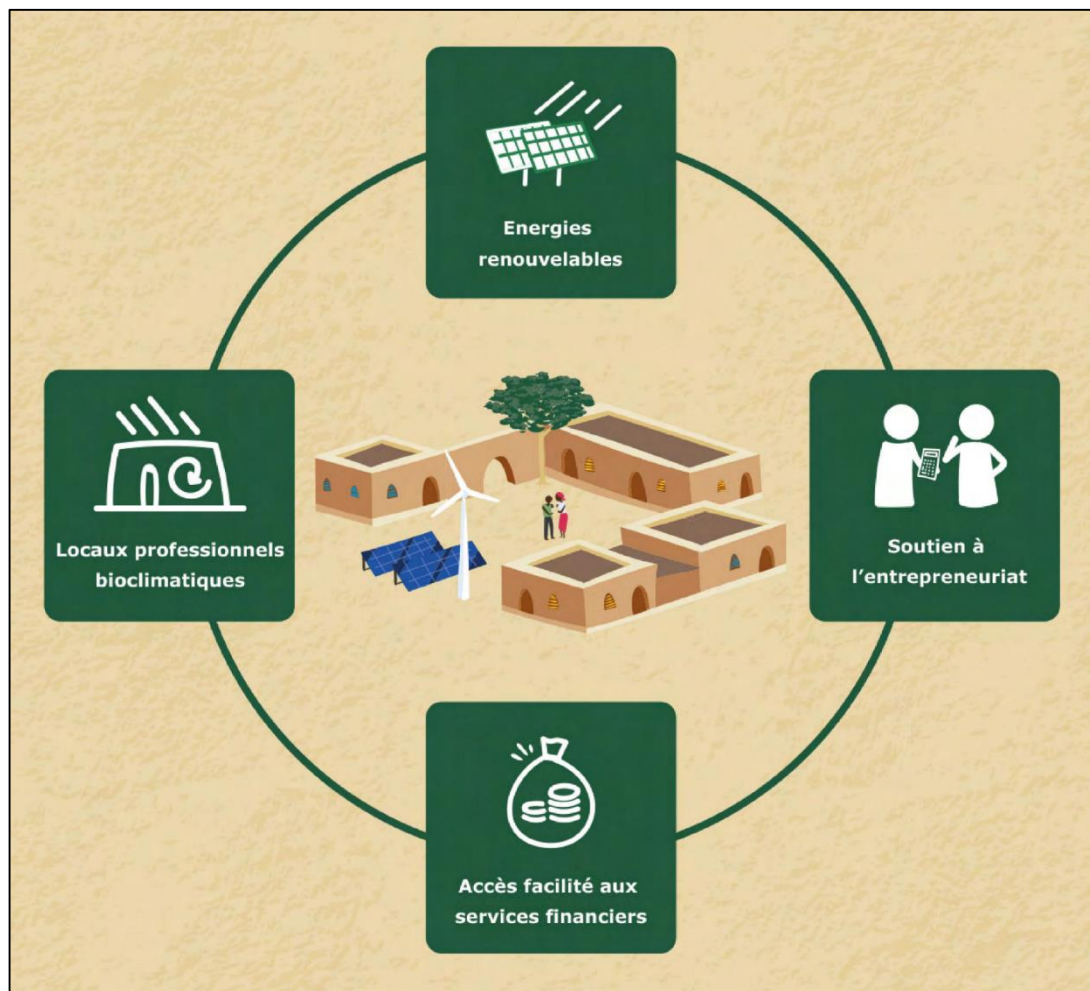 Energies
renouvelables
Locaux professionnels
bioclimatiques
Soutien à
l'entrepreneuriat
Accès facilité aux
services financiers